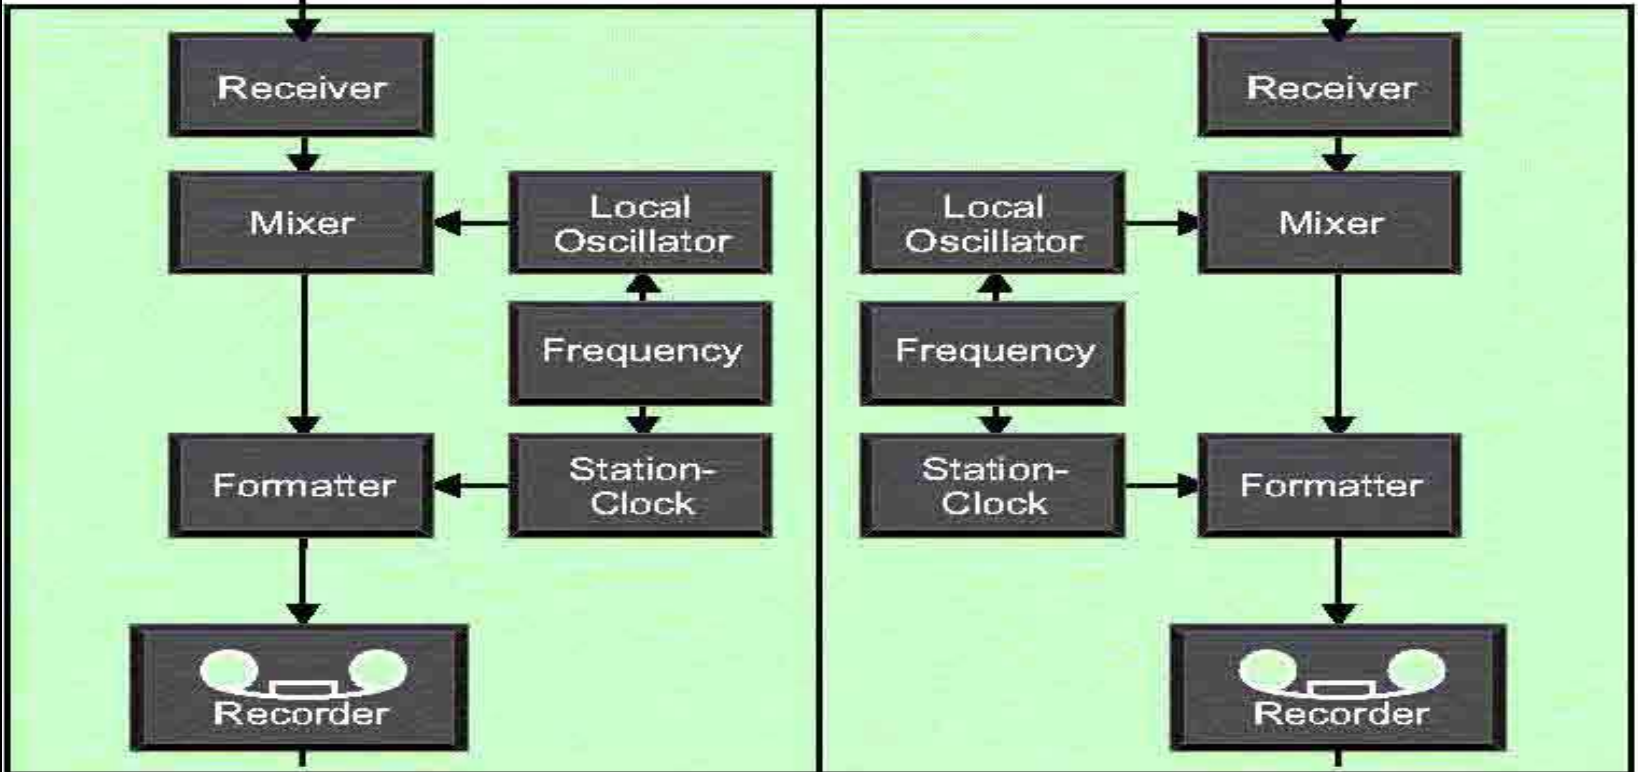 Receiver
Mixer
Local
Oscillator
Frequency
Formatter
Station-
Clock
Recorder
Receiver
Local
Oscillator
Mixer
Frequency
Station-
Clock
Formatter
Recorder